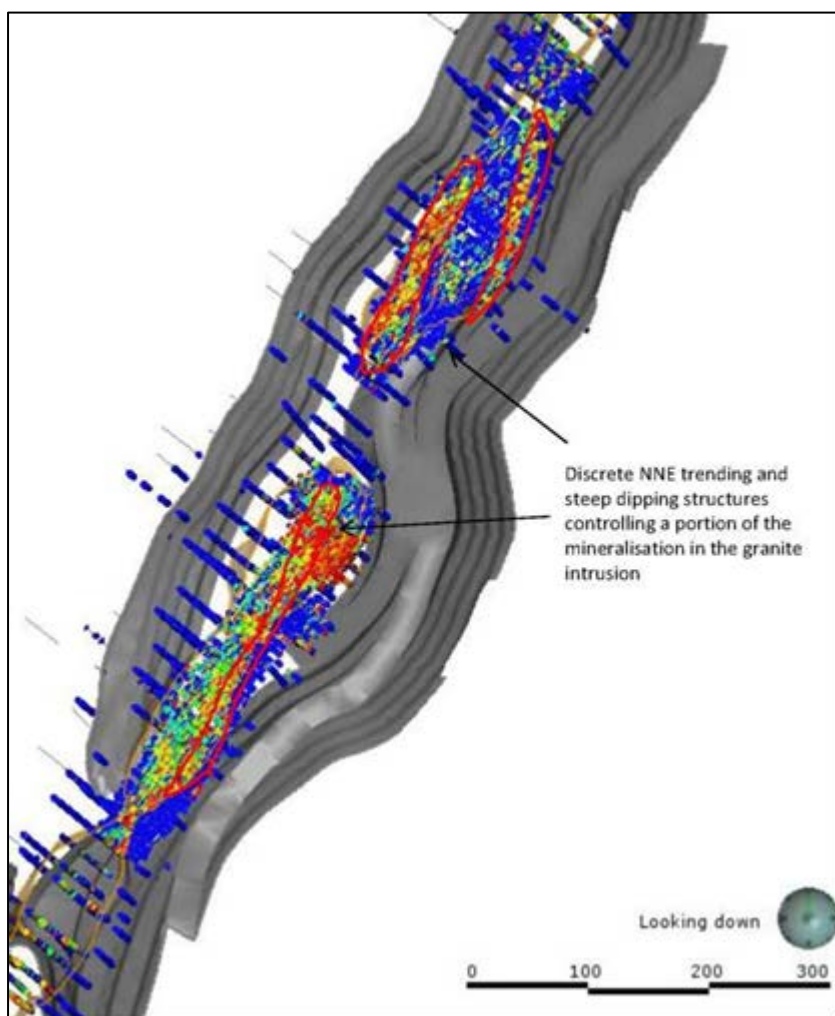 Discrete NNE trending and
steep dipping structures
controlling a portion of the
mineralisation in the granite
intrusion
Looking down
0 100 200 300